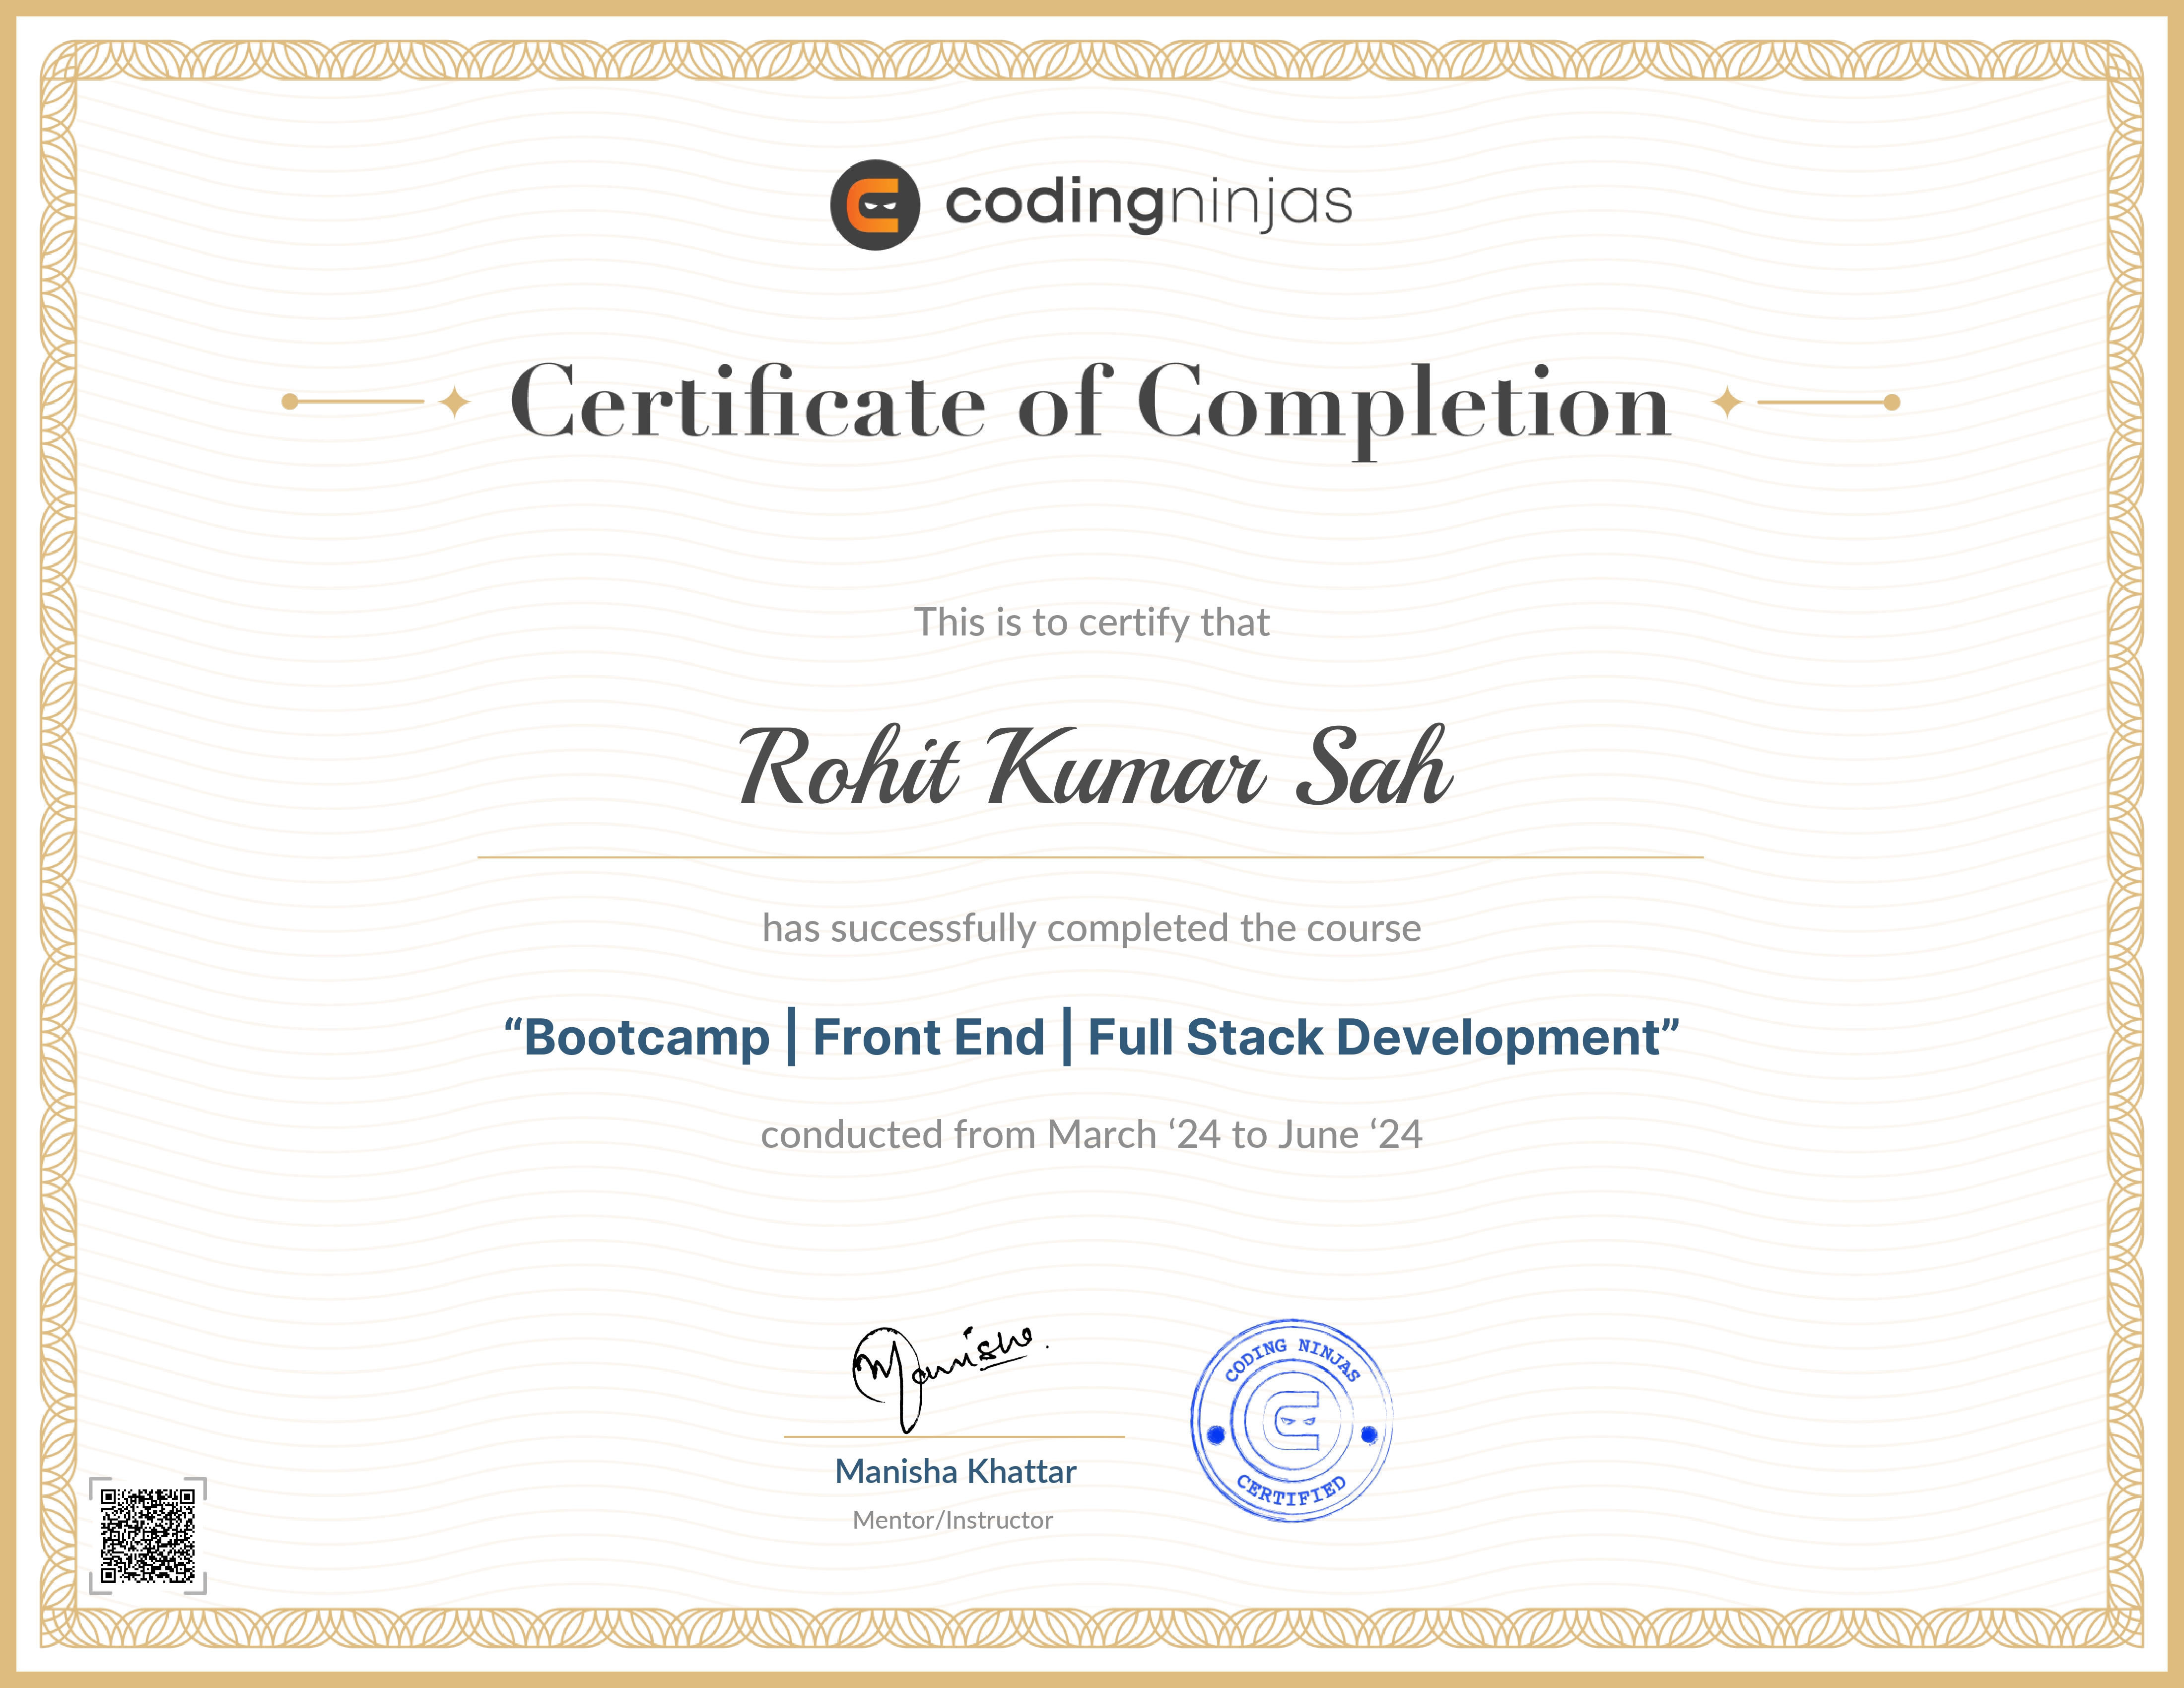 codingninjas
Certificate of Completion
This is to certify that
Rohit Kumar Sah
has successfully completed the course
“Bootcamp | Front End | Full Stack Development”
conducted from March ‘24 to June ‘24
Manisha.
Manisha Khattar
Mentor/Instructor
CODING NINJAS
CERTIFIED